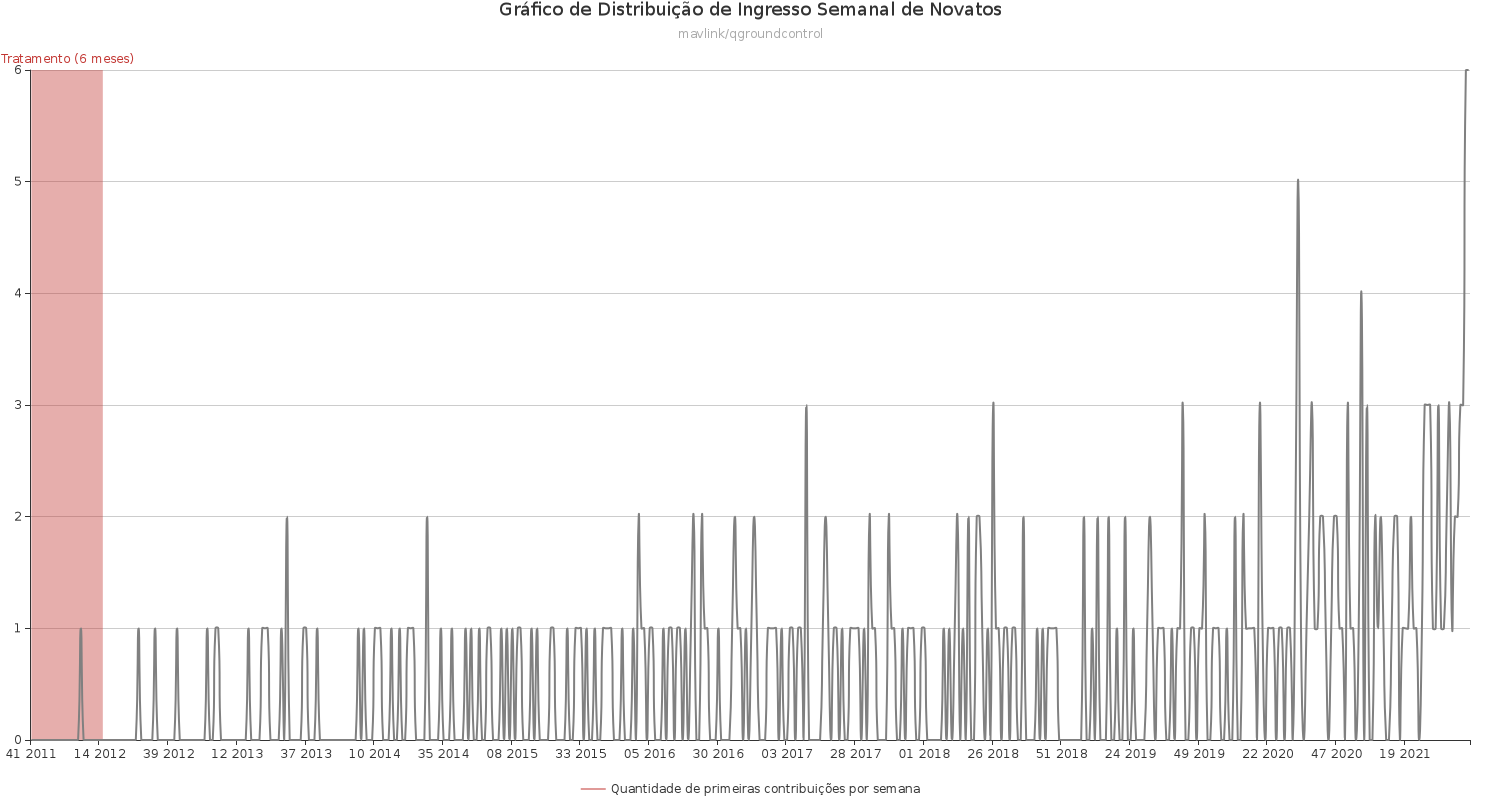 Gráfico de Distribuição de Ingresso Semanal de Novatos
mavlink/qgroundcontrol
Tratamento (6 meses)
6
5
4
3
2
1
0
41 2011 14 2012 39 2012 12 2013 37 2013 10 2014 35 2014 08 2015 33 2015 05 2016 30 2016 03 2017 28 2017 01 2018 26 2018 51 2018 24 2019 49 2019 22 2020 47 2020 19 2021
Quantidade de primeiras contribuições por semana